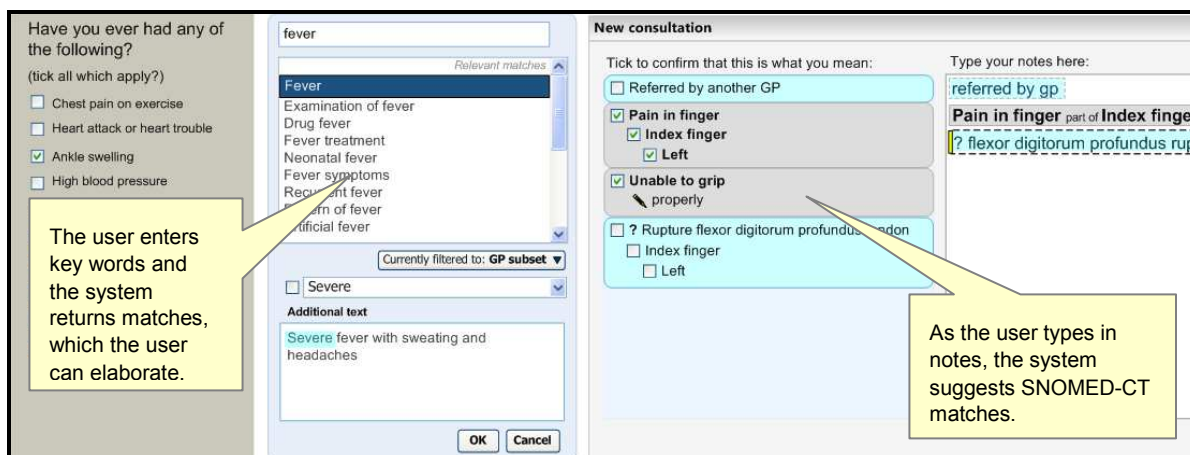 Have you ever had any of
the following?
(tick all which apply?)
Chest pain on exercise
Heart attack or heart trouble
Ankle swelling
High blood pressure
The user enters
key words and
the system
returns matches,
which the user
can elaborate.
fever
Relevant matches
Fever
Examination of fever
Drug fever
Fever treatment
Neonatal fever
Fever symptoms
Recurrent fever
of fever
fever
Currently filtered to: GP subset
Severe
Additional text
Severe fever with sweating and
headaches
OK Cancel
New consultation
Tick to confirm that this is what you mean:
Referred by another GP
Pain in finger
Index finger
Left
Unable to grip
properly
? Rupture flexor digitorum profundus
Index finger
Left
Type your notes here:
referred by gp
Pain in finger part of Index finge
? flexor digitorum profundus rup
As the user types in
notes, the system
suggests SNOMED-CT
matches.